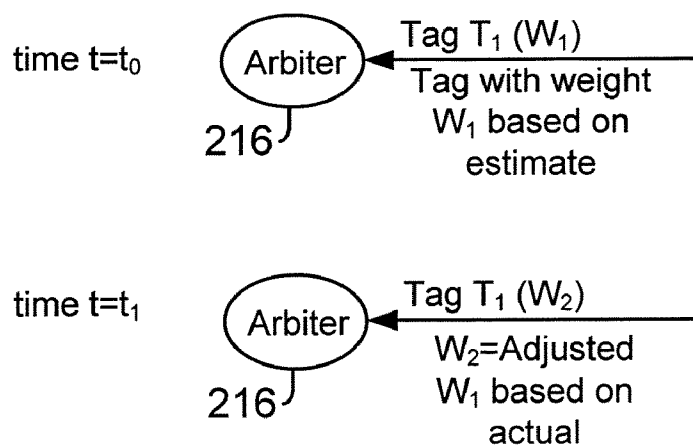 time t=t₀
Arbiter
216
Tag T₁ (W₁)
Tag with weight
W₁ based on
estimate
time t=t₁
Arbiter
216
Tag T₁ (W₂)
W₂=Adjusted
W₁ based on
actual